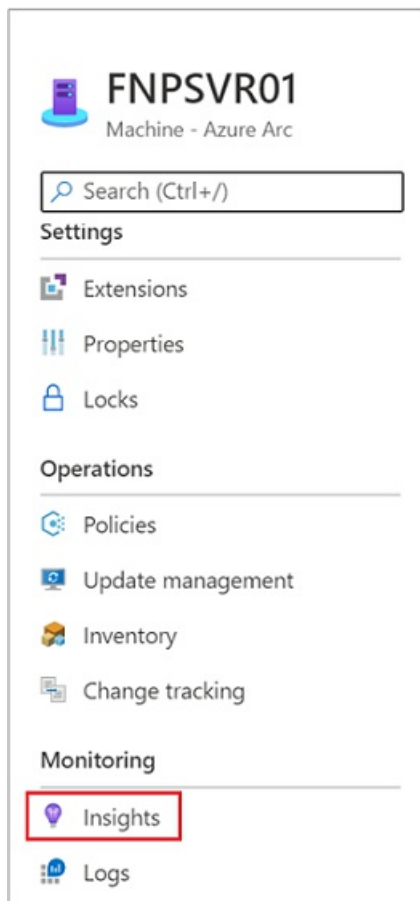 FNPSVR01
Machine - Azure Arc
Search (Ctrl+/)
Settings
Extensions
Properties
Locks
Operations
Policies
Update management
Inventory
Change tracking
Monitoring
Insights
Logs